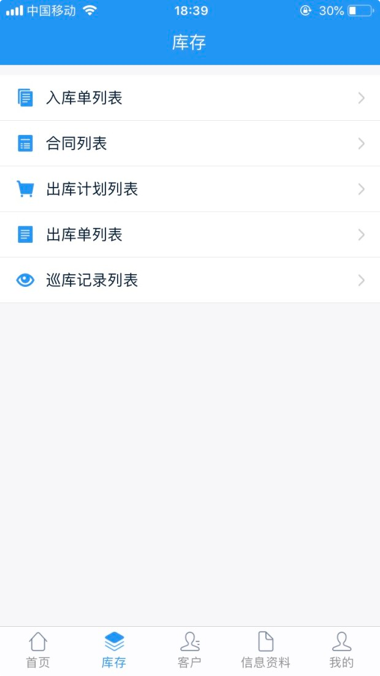 中国移动 18:39 30%
库存
入库单列表
合同列表
出库计划列表
出库单列表
巡库记录列表
首页 库存 客户 信息资料 我的